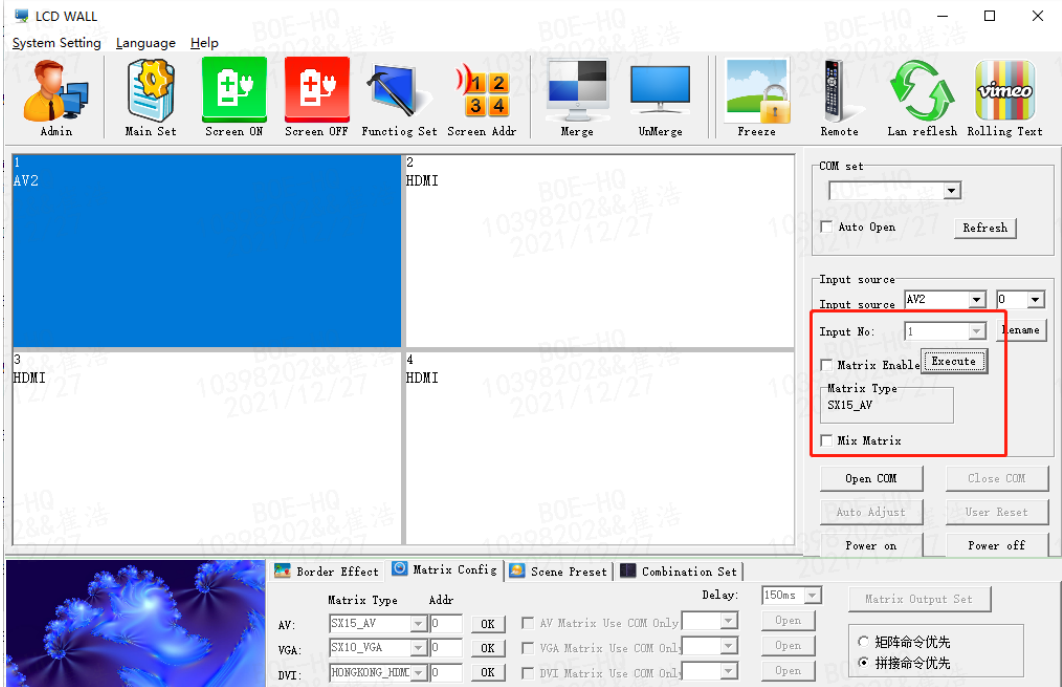 LCD WALL
System Setting Language Help
Admin Main Set Screen ON Screen OFF Functiog Set Screen Addr Merge UnMerge Freeze Remote Lan reflesh Rolling Text
1 2 3 4
vimeo
1
AV2
2
HDMI
3
HDMI
4
HDMI
COM set
Auto Open Refresh
Input source
Input source AV2 0
Input No: 1 Rename
Matrix Enable Execute
Matrix Type
SX15_AV
Mix Matrix
Open COM Close COM
Auto Adjust User Reset
Power on Power off
Border Effect Matrix Config Scene Preset Combination Set
Matrix Type Addr Delay: 150ms Matrix Output Set
AV: SX15_AV 0 OK AV Matrix Use COM Only Open
VGA: SX10_VGA 0 OK VGA Matrix Use COM Only Open
DVI: HONGKONG_HDMI 0 OK DVI Matrix Use COM Only Open
矩阵命令优先
拼接命令优先
BOE-HQ
10398202&&崔浩
2021/12/27